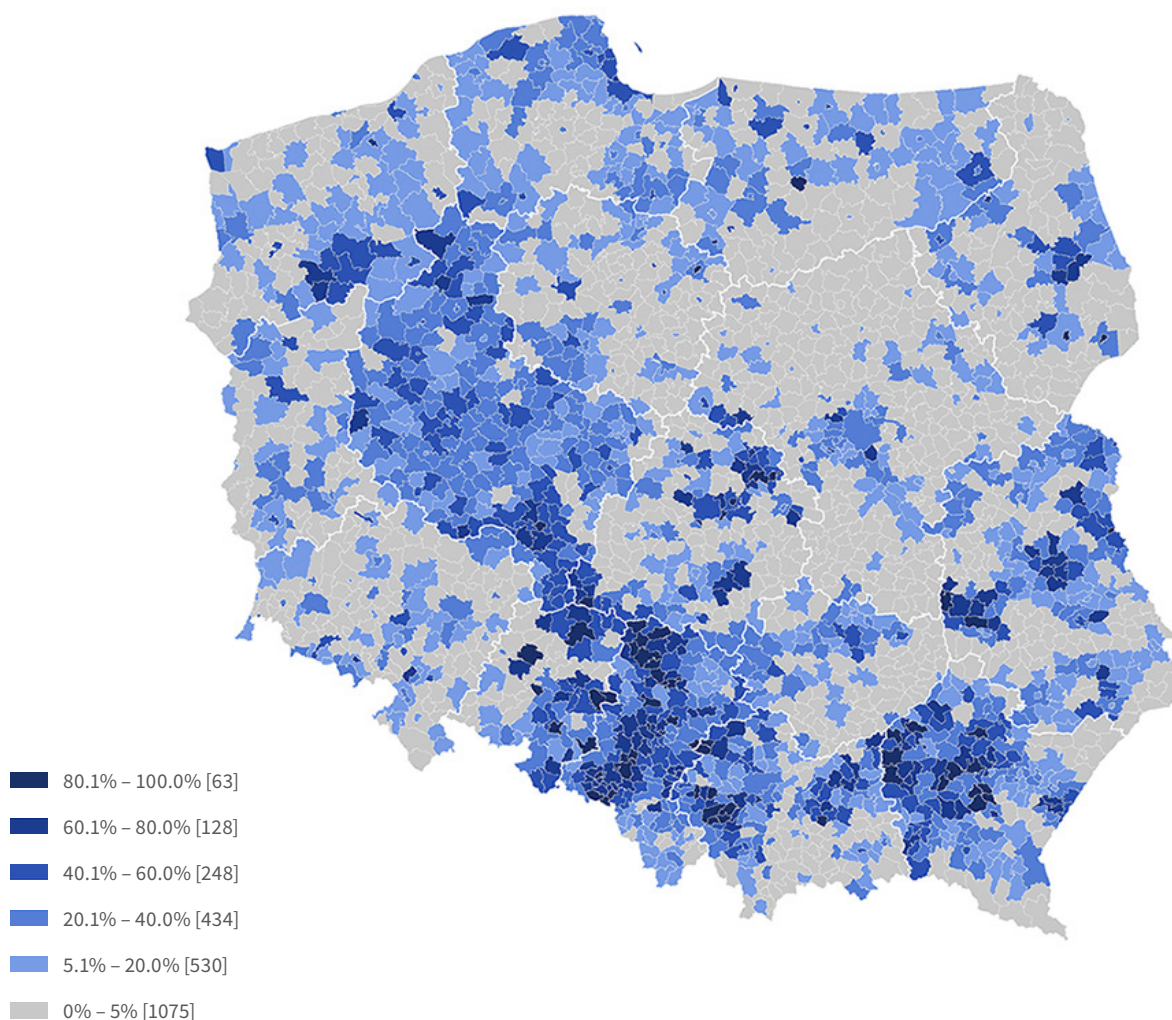 80.1% – 100.0% [63]
60.1% – 80.0% [128]
40.1% – 60.0% [248]
20.1% – 40.0% [434]
5.1% – 20.0% [530]
0% – 5% [1075]